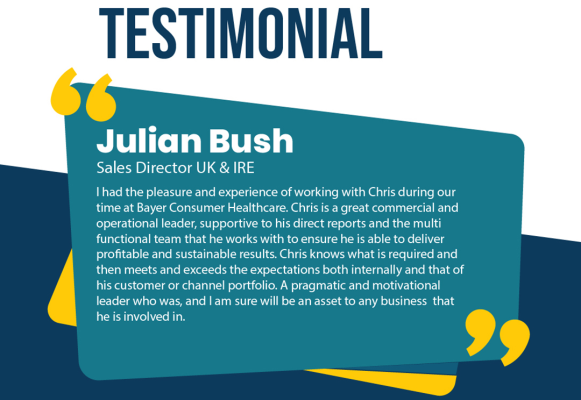 TESTIMONIAL
Julian Bush
Sales Director UK & IRE
I had the pleasure and experience of working with Chris during our
time at Bayer Consumer Healthcare. Chris is a great commercial and
operational leader, supportive to his direct reports and the multi
functional team that he works with to ensure he is able to deliver
profitable and sustainable results. Chris knows what is required and
then meets and exceeds the expectations both internally and that of
his customer or channel portfolio. A pragmatic and motivational
leader who was, and I am sure will be an asset to any business that
he is involved in.